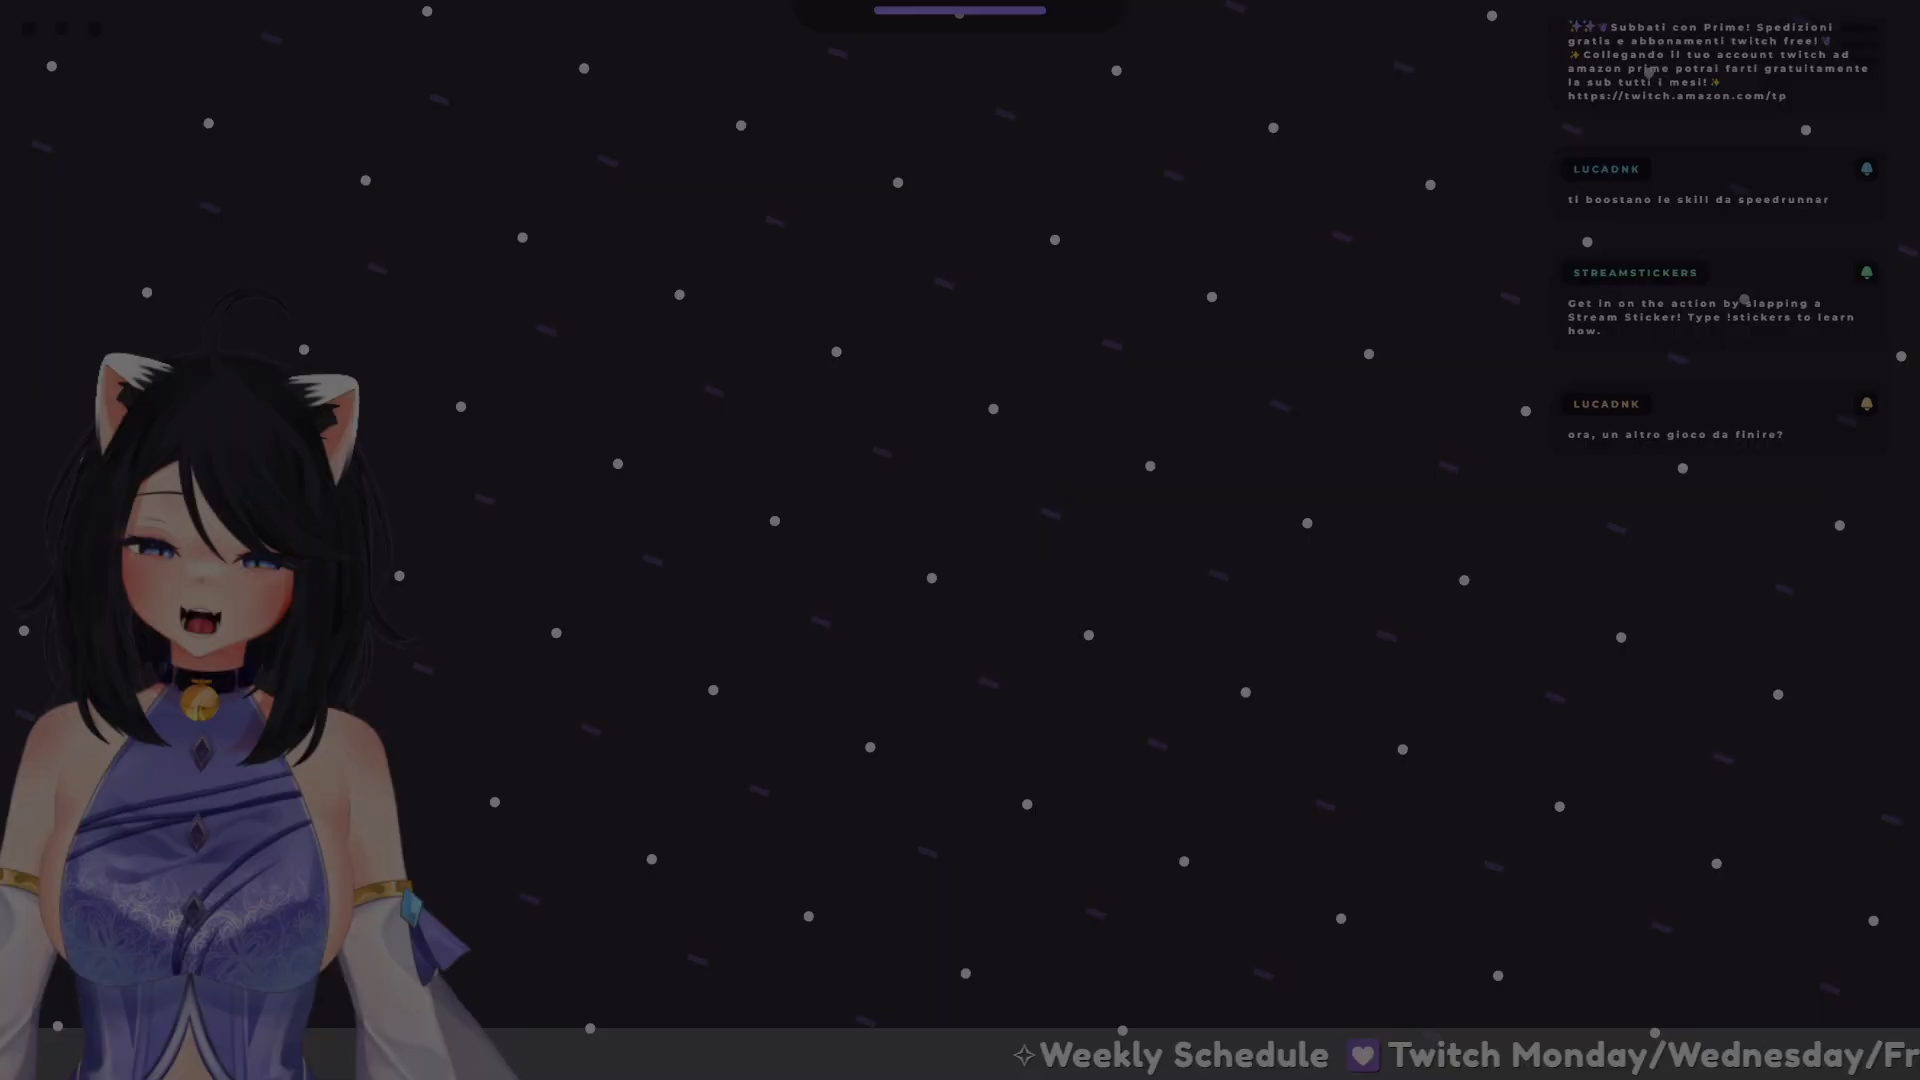 Subbati con Prime! Spedizioni
gratis e abbonamenti twitch free!
Collegando il tuo account twitch ad
amazon prime potrai farti gratuitamente
la sub tutti i mesi!
https://twitch.amazon.com/tp
LUCADNK
ti boostano le skill da speedrunnar
STREAMSTICKERS
Get in on the action by slapping a
Stream Sticker! Type !stickers to learn
how.
LUCADNK
ora, un altro gioco da finire?
Weekly Schedule 💜 Twitch Monday/Wednesday/Fr